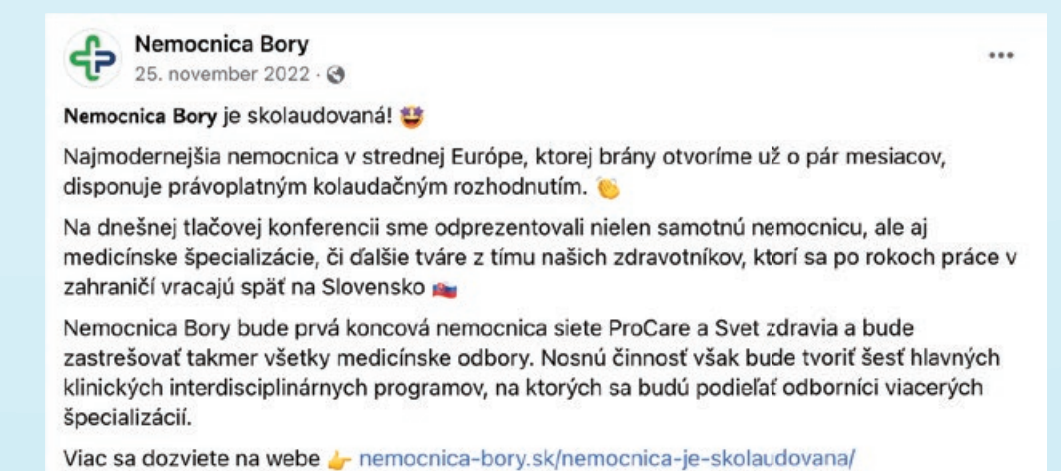 Nemocnica Bory
25. november 2022 ·
Nemocnica Bory je skolaudovaná! 🤩
Najmodernejšia nemocnica v strednej Európe, ktorej brány otvoríme už o pár mesiacov,
disponuje právoplatným kolaudačným rozhodnutím. 👏
Na dnešnej tlačovej konferencii sme odprezentovali nielen samotnú nemocnicu, ale aj
medicínske špecializácie, či ďalšie tváre z tímu našich zdravotníkov, ktorí sa po rokoch práce v
zahraničí vracajú späť na Slovensko 🇸🇰
Nemocnica Bory bude prvá koncová nemocnica siete ProCare a Svet zdravia a bude
zastrešovať takmer všetky medicínske odbory. Nosnú činnosť však bude tvoriť šesť hlavných
klinických interdisciplinárnych programov, na ktorých sa budú podieľať odborníci viacerých
špecializácií.
Viac sa dozviete na webe 👉 nemocnica-bory.sk/nemocnica-je-skolaudovana/